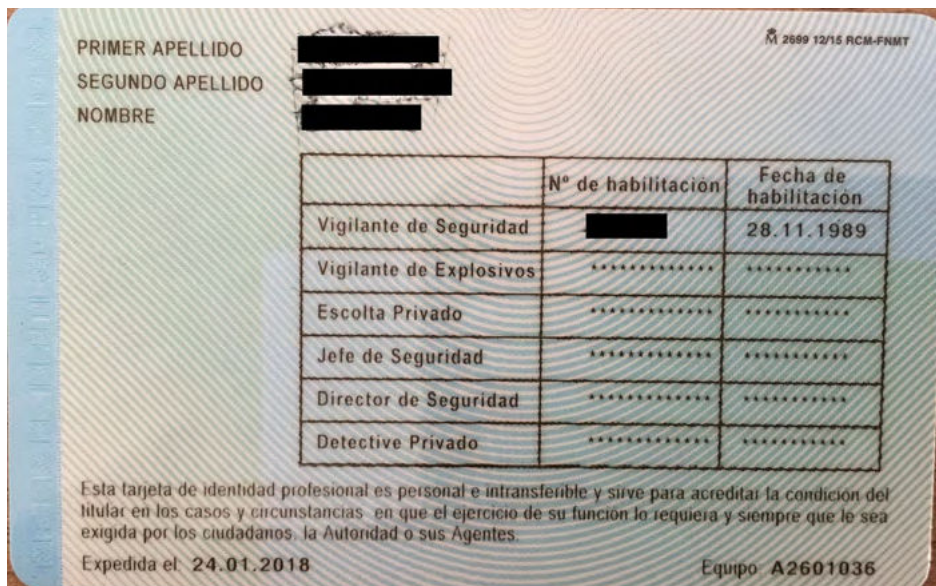 M 2699 12/15 RCM-FNMT
PRIMER APELLIDO
SEGUNDO APELLIDO
NOMBRE
Nº de habilitación Fecha de habilitación
Vigilante de Seguridad 28.11.1989
Vigilante de Explosivos ************* ***********
Escolta Privado ************* ***********
Jefe de Seguridad ************* ***********
Director de Seguridad ************* ***********
Detective Privado ************* ***********
Esta tarjeta de identidad profesional es personal e intransferible y sirve para acreditar la condición del
titular en los casos y circunstancias en que el ejercicio de su función lo requiera y siempre que le sea
exigida por los ciudadanos, la Autoridad o sus Agentes.
Expedida el: 24.01.2018 Equipo: A2601036